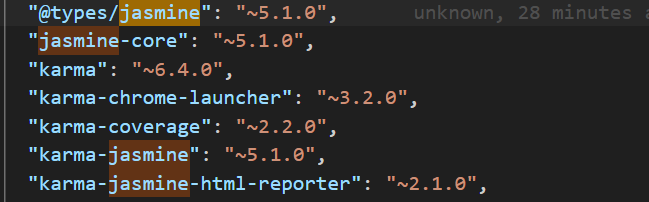 "@types/jasmine": "~5.1.0",    unknown, 28 minutes
"jasmine-core": "~5.1.0",
"karma": "~6.4.0",
"karma-chrome-launcher": "~3.2.0",
"karma-coverage": "~2.2.0",
"karma-jasmine": "~5.1.0",
"karma-jasmine-html-reporter": "~2.1.0",